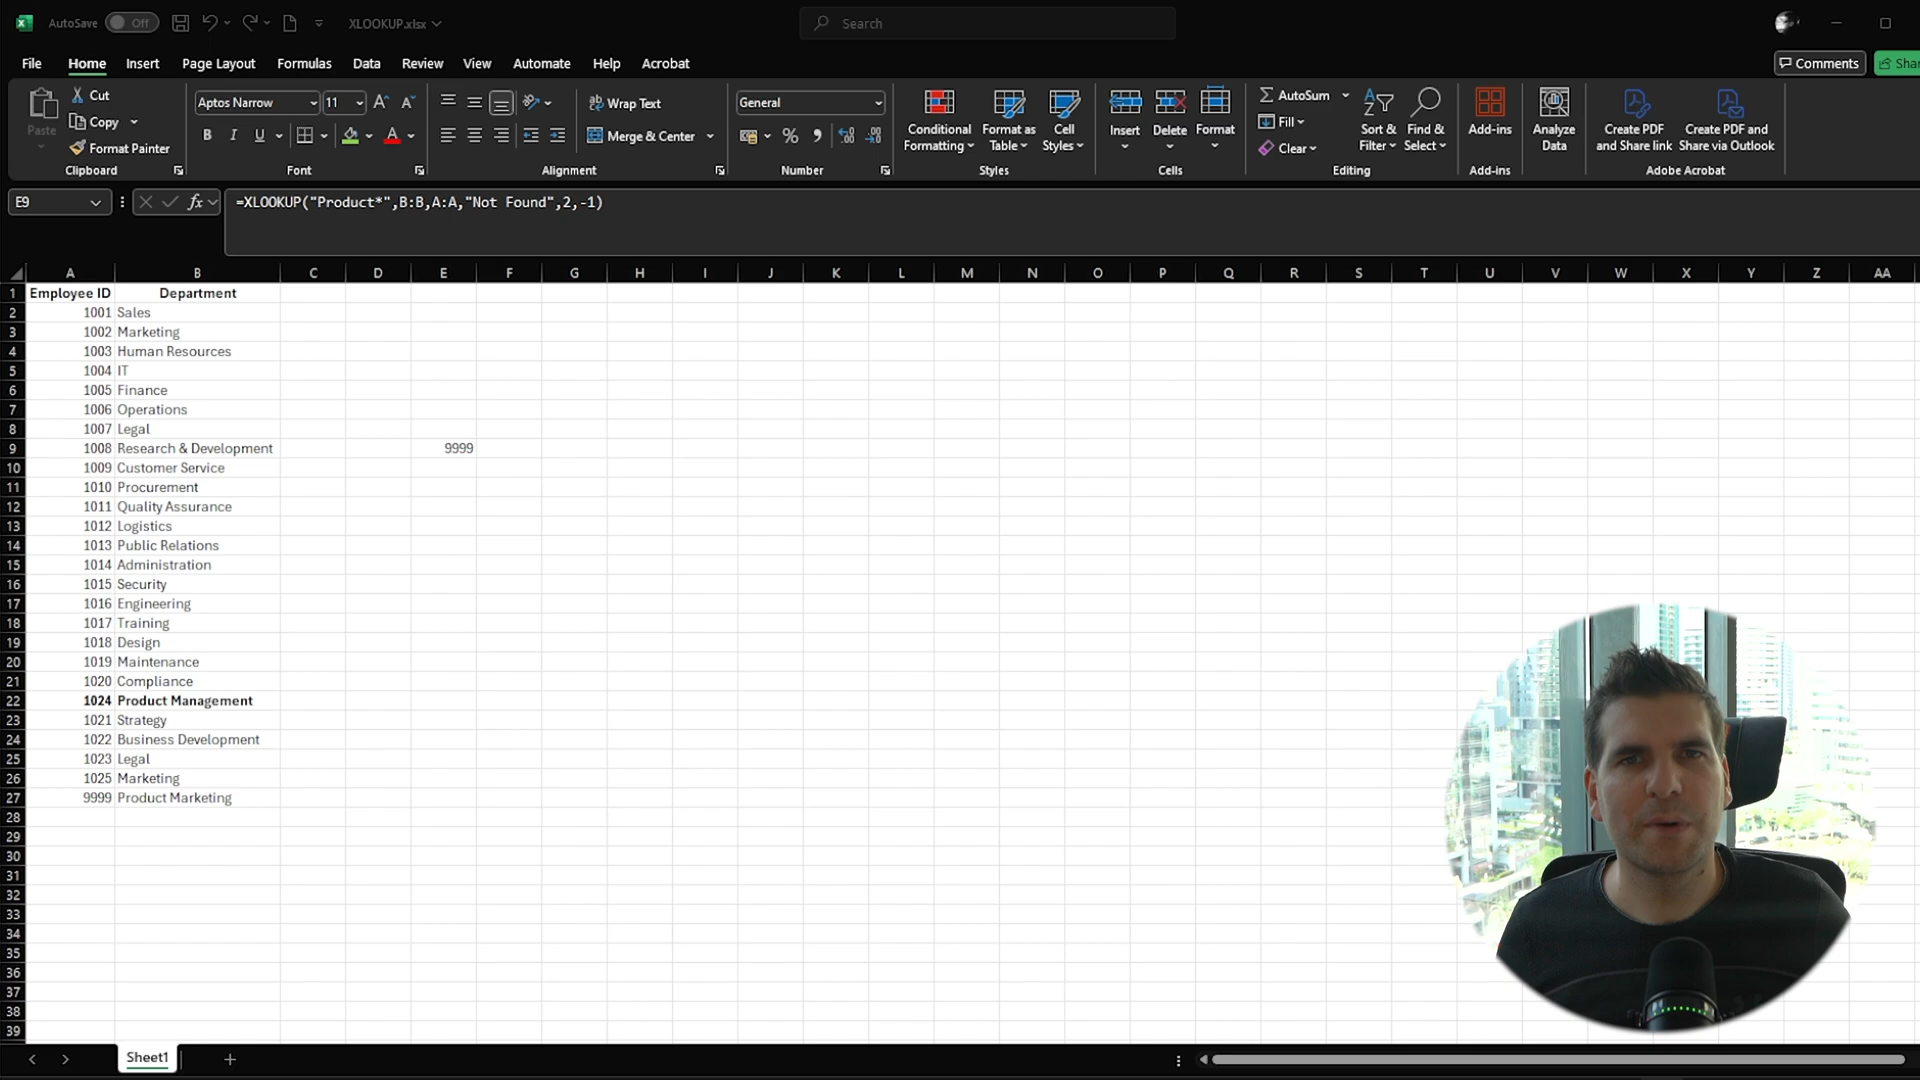 AutoSave Off XLOOKUP.xlsx Search
File Home Insert Page Layout Formulas Data Review View Automate Help Acrobat Comments Shar
Paste
Cut
Copy
Format Painter
Clipboard
Aptos Narrow 11
B I U
Font
Wrap Text
Merge & Center
Alignment
General
Number
Conditional
Formatting
Format as
Table
Cell
Styles
Styles
Insert Delete Format
Cells
AutoSum
Fill
Clear
Sort &
Filter
Find &
Select
Editing
Add-ins
Add-ins
Analyze
Data
Create PDF
and Share link
Create PDF and
Share via Outlook
Adobe Acrobat
E9 fx =XLOOKUP("Product*",B:B,A:A,"Not Found",2,-1)
A B C D E F G H I J K L M N O P Q R S T U V W X Y Z AA
1 Employee ID Department
2 1001 Sales
3 1002 Marketing
4 1003 Human Resources
5 1004 IT
6 1005 Finance
7 1006 Operations
8 1007 Legal
9 1008 Research & Development 9999
10 1009 Customer Service
11 1010 Procurement
12 1011 Quality Assurance
13 1012 Logistics
14 1013 Public Relations
15 1014 Administration
16 1015 Security
17 1016 Engineering
18 1017 Training
19 1018 Design
20 1019 Maintenance
21 1020 Compliance
22 1024 Product Management
23 1021 Strategy
24 1022 Business Development
25 1023 Legal
26 1025 Marketing
27 9999 Product Marketing
28
29
30
31
32
33
34
35
36
37
38
39
Sheet1